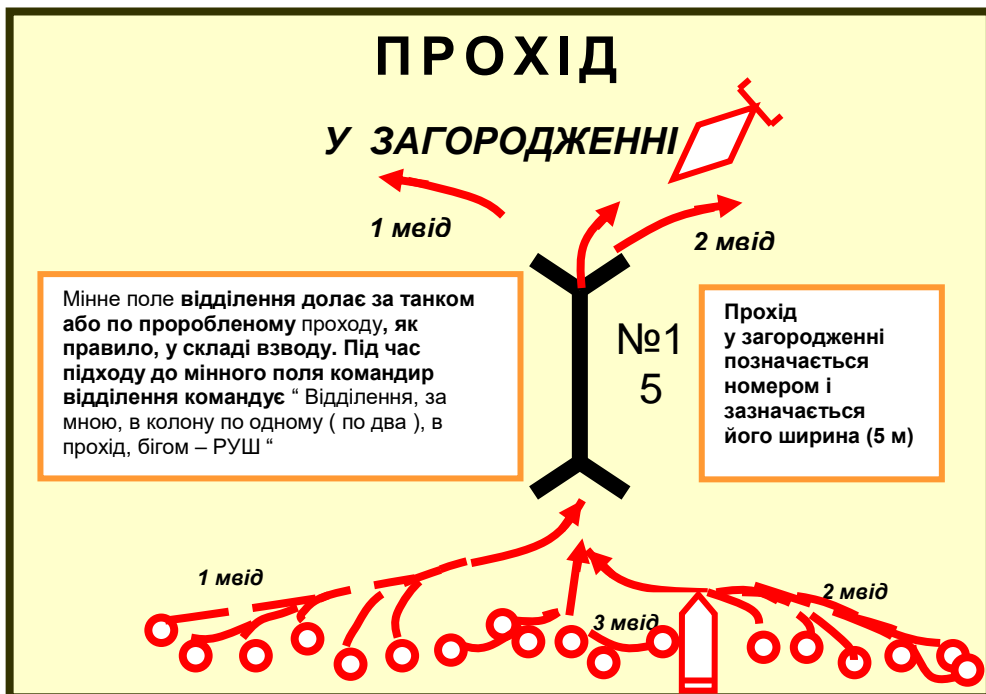 ПРОХІД
У ЗАГОРОДЖЕННІ
1 мвід
2 мвід
Мінне поле відділення долає за танком
або по проробленому проходу, як
правило, у складі взводу. Під час
підходу до мінного поля командир
відділення командує “ Відділення, за
мною, в колону по одному ( по два ), в
прохід, бігом – РУШ “
№1
5
Прохід
у загородженні
позначається
номером і
зазначається
його ширина (5 м)
1 мвід
2 мвід
3 мвід